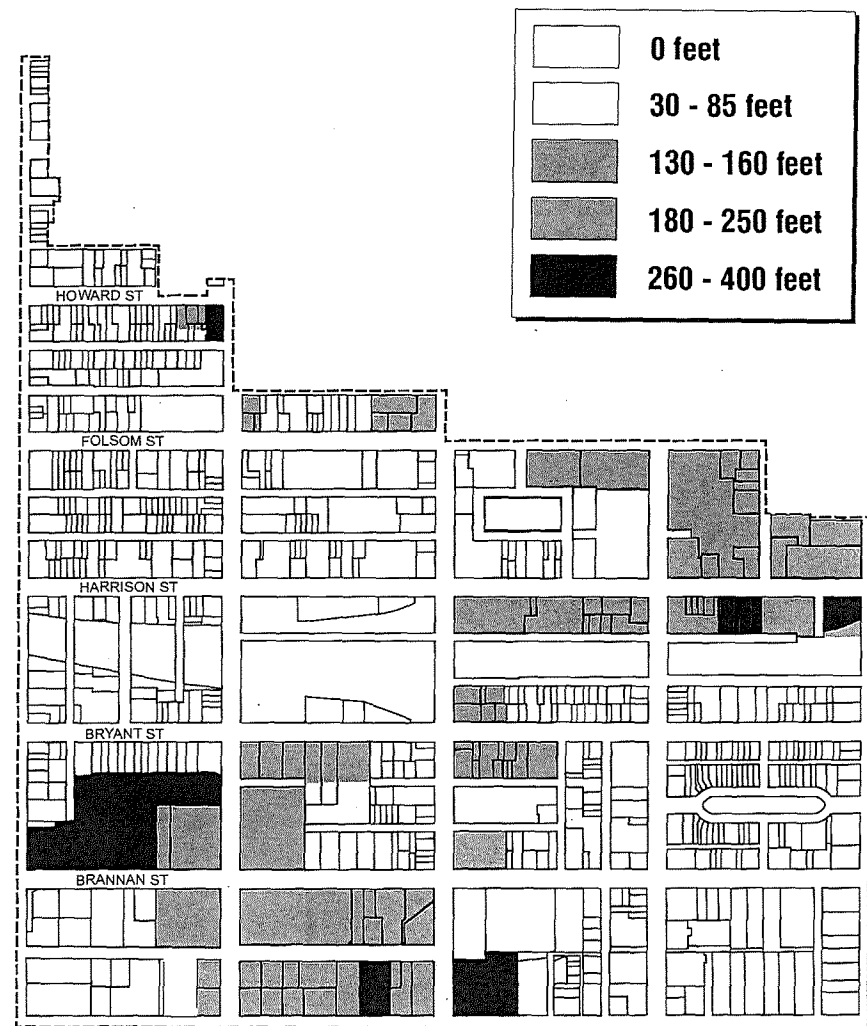 0 feet
30 - 85 feet
130 - 160 feet
180 - 250 feet
260 - 400 feet
HOWARD ST
FOLSOM ST
HARRISON ST
BRYANT ST
BRANNAN ST